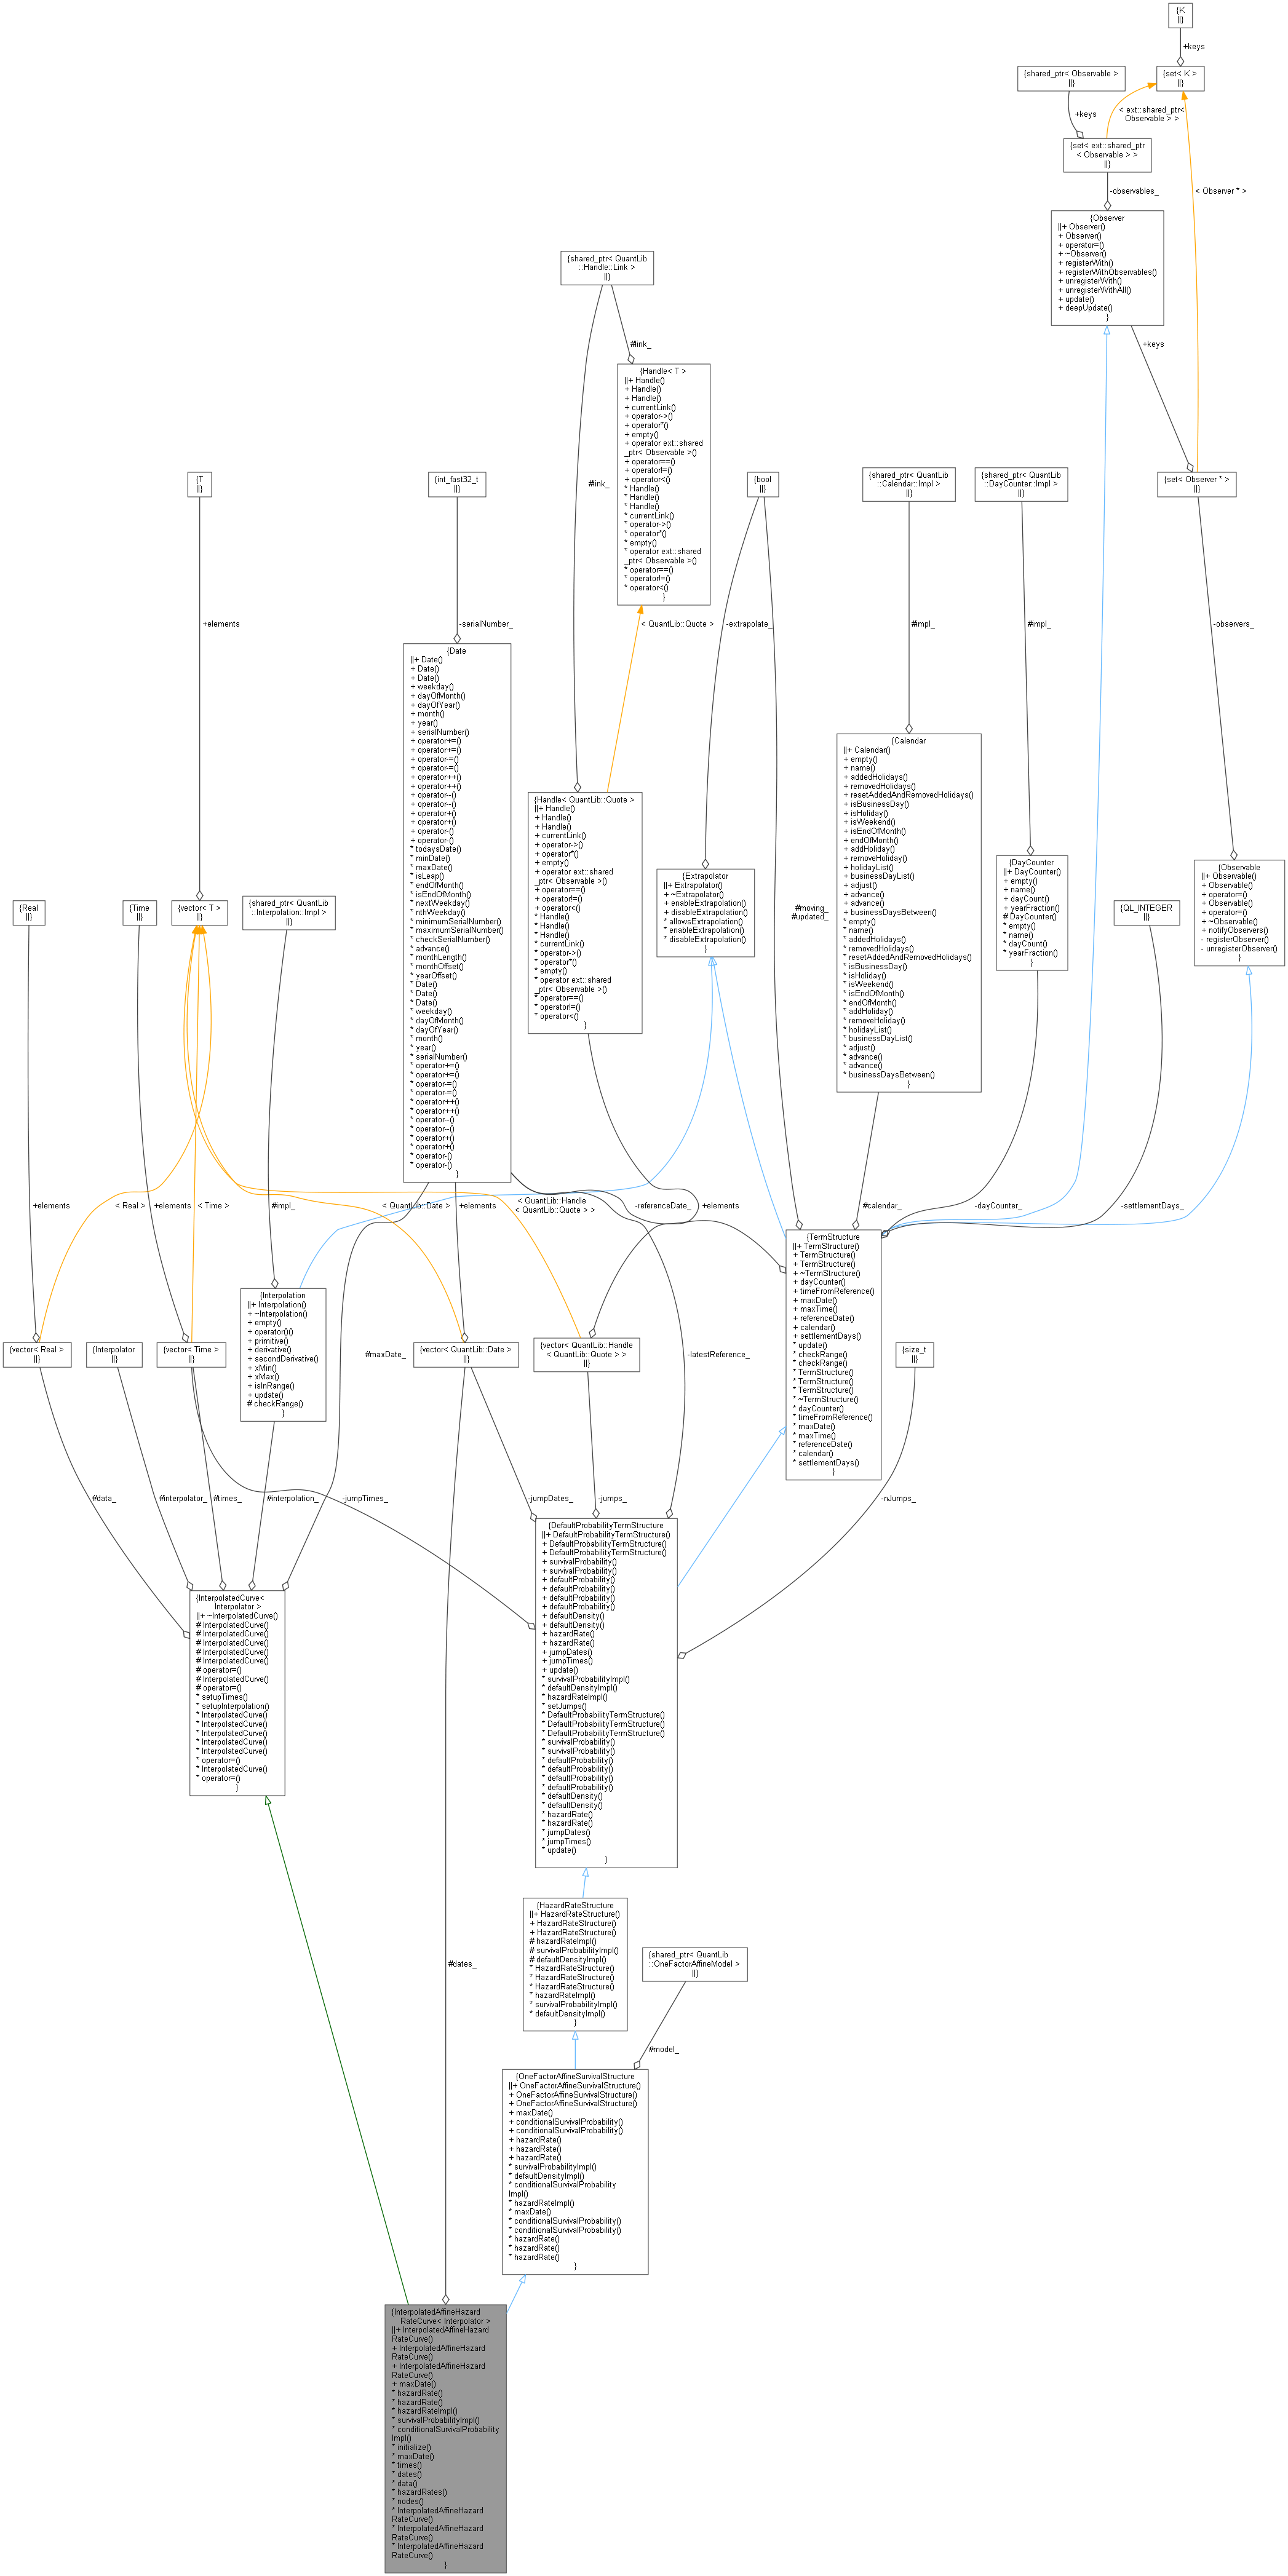 {K
||}
+keys
{shared_ptr< Observable >
||}
{set< K >
||}
+keys
< ext::shared_ptr<
Observable > >
{set< ext::shared_ptr
< Observable > >
||}
-observables_
< Observer * >
{Observer
||+ Observer()
+ Observer()
+ operator=()
+ ~Observer()
+ registerWith()
+ registerWithObservables()
+ unregisterWith()
+ unregisterWithAll()
+ update()
+ deepUpdate()
}
{shared_ptr< QuantLib
::Handle::Link >
||}
#link_
+keys
{Handle< T >
||+ Handle()
+ Handle()
+ Handle()
+ currentLink()
+ operator->()
+ operator*()
+ empty()
+ operator ext::shared
_ptr< Observable >()
+ operator==()
+ operator!=()
+ operator<()
* Handle()
* Handle()
* Handle()
* currentLink()
* operator->()
* operator*()
* empty()
* operator ext::shared
_ptr< Observable >()
* operator==()
* operator!=()
* operator<()
}
#link_
{T
||}
{int_fast32_t
||}
{bool
||}
{shared_ptr< QuantLib
::Calendar::Impl >
||}
{shared_ptr< QuantLib
::DayCounter::Impl >
||}
{set< Observer * >
||}
+elements
-serialNumber_
< QuantLib::Quote >
-extrapolate_
#impl_
#impl_
-observers_
{Date
||+ Date()
+ Date()
+ Date()
+ weekday()
+ dayOfMonth()
+ dayOfYear()
+ month()
+ year()
+ serialNumber()
+ operator+=()
+ operator+=()
+ operator-=()
+ operator-=()
+ operator++()
+ operator++()
+ operator--()
+ operator--()
+ operator+()
+ operator+()
+ operator-()
+ operator-()
* todaysDate()
* minDate()
* maxDate()
* isLeap()
* endOfMonth()
* isEndOfMonth()
* nextWeekday()
* nthWeekday()
* minimumSerialNumber()
* maximumSerialNumber()
* checkSerialNumber()
* advance()
* monthLength()
* monthOffset()
* yearOffset()
* Date()
* Date()
* Date()
* weekday()
* dayOfMonth()
* dayOfYear()
* month()
* year()
* serialNumber()
* operator+=()
* operator+=()
* operator-=()
* operator-=()
* operator++()
* operator++()
* operator--()
* operator--()
* operator+()
* operator+()
* operator-()
* operator-()
}
{Handle< QuantLib::Quote >
||+ Handle()
+ Handle()
+ Handle()
+ currentLink()
+ operator->()
+ operator*()
+ empty()
+ operator ext::shared
_ptr< Observable >()
+ operator==()
+ operator!=()
+ operator<()
* Handle()
* Handle()
* Handle()
* currentLink()
* operator->()
* operator*()
* empty()
* operator ext::shared
_ptr< Observable >()
* operator==()
* operator!=()
* operator<()
}
{Extrapolator
||+ Extrapolator()
+ ~Extrapolator()
+ enableExtrapolation()
+ disableExtrapolation()
* allowsExtrapolation()
* enableExtrapolation()
* disableExtrapolation()
}
#moving_
#updated_
{Calendar
||+ Calendar()
+ empty()
+ name()
+ addedHolidays()
+ removedHolidays()
+ resetAddedAndRemovedHolidays()
+ isBusinessDay()
+ isHoliday()
+ isWeekend()
+ isEndOfMonth()
+ endOfMonth()
+ addHoliday()
+ removeHoliday()
+ holidayList()
+ businessDayList()
+ adjust()
+ advance()
+ advance()
+ businessDaysBetween()
* empty()
* name()
* addedHolidays()
* removedHolidays()
* resetAddedAndRemovedHolidays()
* isBusinessDay()
* isHoliday()
* isWeekend()
* isEndOfMonth()
* endOfMonth()
* addHoliday()
* removeHoliday()
* holidayList()
* businessDayList()
* adjust()
* advance()
* advance()
* businessDaysBetween()
}
{DayCounter
||+ DayCounter()
+ empty()
+ name()
+ dayCount()
+ yearFraction()
# DayCounter()
* empty()
* name()
* dayCount()
* yearFraction()
}
{QL_INTEGER
||}
{Observable
||+ Observable()
+ Observable()
+ operator=()
+ Observable()
+ operator=()
+ ~Observable()
+ notifyObservers()
- registerObserver()
- unregisterObserver()
}
{Real
||}
{Time
||}
{vector< T >
||}
{shared_ptr< QuantLib
::Interpolation::Impl >
||}
+elements
< Real >
+elements
< Time >
#impl_
< QuantLib::Date >
+elements
< QuantLib::Handle
< QuantLib::Quote > >
-referenceDate_
+elements
#calendar_
-dayCounter_
-settlementDays_
{vector< Real >
||}
{Interpolator
||}
{vector< Time >
||}
{Interpolation
||+ Interpolation()
+ ~Interpolation()
+ empty()
+ operator()()
+ primitive()
+ derivative()
+ secondDerivative()
+ xMin()
+ xMax()
+ isInRange()
+ update()
# checkRange()
}
#maxDate_
{vector< QuantLib::Date >
||}
{vector< QuantLib::Handle
< QuantLib::Quote > >
||}
-latestReference_
{TermStructure
||+ TermStructure()
+ TermStructure()
+ TermStructure()
+ ~TermStructure()
+ dayCounter()
+ timeFromReference()
+ maxDate()
+ maxTime()
+ referenceDate()
+ calendar()
+ settlementDays()
* update()
* checkRange()
* checkRange()
* TermStructure()
* TermStructure()
* TermStructure()
* ~TermStructure()
* dayCounter()
* timeFromReference()
* maxDate()
* maxTime()
* referenceDate()
* calendar()
* settlementDays()
}
{size_t
||}
#data_
#interpolator_
#times_
#interpolation_
-jumpTimes_
-jumpDates_
-jumps_
-nJumps_
{InterpolatedCurve<
Interpolator >
||+ ~InterpolatedCurve()
# InterpolatedCurve()
# InterpolatedCurve()
# InterpolatedCurve()
# InterpolatedCurve()
# InterpolatedCurve()
# operator=()
# InterpolatedCurve()
# operator=()
* setupTimes()
* setupInterpolation()
* InterpolatedCurve()
* InterpolatedCurve()
* InterpolatedCurve()
* InterpolatedCurve()
* InterpolatedCurve()
* operator=()
* InterpolatedCurve()
* operator=()
}
{DefaultProbabilityTermStructure
||+ DefaultProbabilityTermStructure()
+ DefaultProbabilityTermStructure()
+ DefaultProbabilityTermStructure()
+ survivalProbability()
+ survivalProbability()
+ defaultProbability()
+ defaultProbability()
+ defaultProbability()
+ defaultProbability()
+ defaultDensity()
+ defaultDensity()
+ hazardRate()
+ hazardRate()
+ jumpDates()
+ jumpTimes()
+ update()
* survivalProbabilityImpl()
* defaultDensityImpl()
* hazardRateImpl()
* setJumps()
* DefaultProbabilityTermStructure()
* DefaultProbabilityTermStructure()
* DefaultProbabilityTermStructure()
* survivalProbability()
* survivalProbability()
* defaultProbability()
* defaultProbability()
* defaultProbability()
* defaultProbability()
* defaultDensity()
* defaultDensity()
* hazardRate()
* hazardRate()
* jumpDates()
* jumpTimes()
* update()
}
#dates_
{HazardRateStructure
||+ HazardRateStructure()
+ HazardRateStructure()
+ HazardRateStructure()
# hazardRateImpl()
# survivalProbabilityImpl()
# defaultDensityImpl()
* HazardRateStructure()
* HazardRateStructure()
* HazardRateStructure()
* hazardRateImpl()
* survivalProbabilityImpl()
* defaultDensityImpl()
}
{shared_ptr< QuantLib
::OneFactorAffineModel >
||}
#model_
{OneFactorAffineSurvivalStructure
||+ OneFactorAffineSurvivalStructure()
+ OneFactorAffineSurvivalStructure()
+ OneFactorAffineSurvivalStructure()
+ maxDate()
+ conditionalSurvivalProbability()
+ conditionalSurvivalProbability()
+ hazardRate()
+ hazardRate()
+ hazardRate()
* survivalProbabilityImpl()
* defaultDensityImpl()
* conditionalSurvivalProbability
Impl()
* hazardRateImpl()
* maxDate()
* conditionalSurvivalProbability()
* conditionalSurvivalProbability()
* hazardRate()
* hazardRate()
* hazardRate()
}
{InterpolatedAffineHazard
RateCurve< Interpolator >
||+ InterpolatedAffineHazard
RateCurve()
+ InterpolatedAffineHazard
RateCurve()
+ InterpolatedAffineHazard
RateCurve()
+ maxDate()
* hazardRate()
* hazardRate()
* hazardRateImpl()
* survivalProbabilityImpl()
* conditionalSurvivalProbability
Impl()
* initialize()
* maxDate()
* times()
* dates()
* data()
* hazardRates()
* nodes()
* InterpolatedAffineHazard
RateCurve()
* InterpolatedAffineHazard
RateCurve()
* InterpolatedAffineHazard
RateCurve()
}